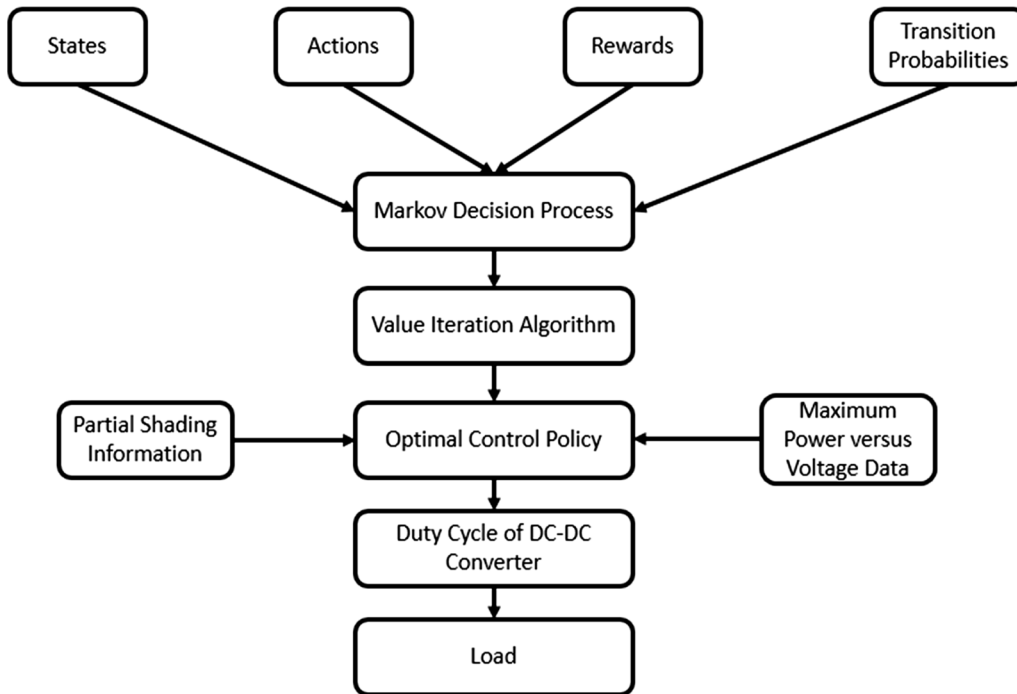 States
Actions
Rewards
Transition
Probabilities
Markov Decision Process
Value Iteration Algorithm
Partial Shading
Information
Optimal Control Policy
Maximum
Power versus
Voltage Data
Duty Cycle of DC-DC
Converter
Load